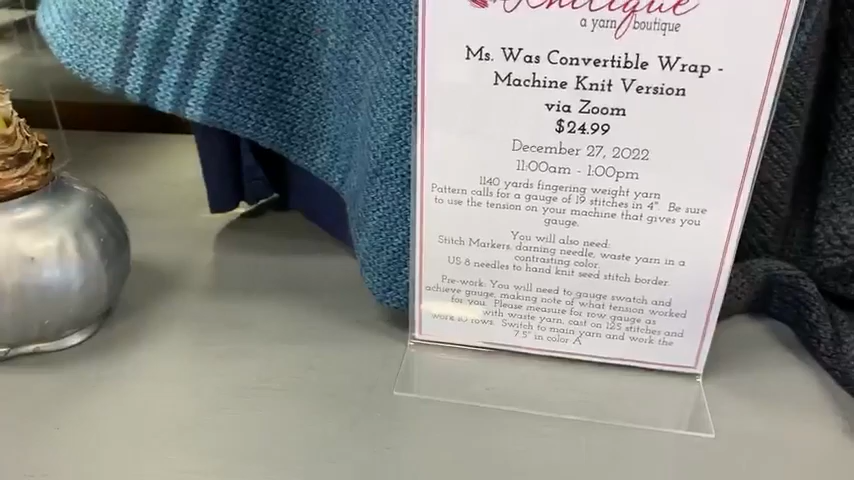 Knitique
a yarn boutique
Ms. Was Convertible Wrap -
Machine Knit Version
via Zoom
$24.99
December 27, 2022
11:00am - 1:00pm
1140 yards fingering weight yarn
Pattern calls for a gauge of 19 stitches in 4". Be sure
to use the tension on your machine that gives you
gauge.
You will also need:
Stitch Markers, darning needle, waste yarn in a
contrasting color.
US 8 needles to hand knit seed stitch border.
Pre-work: You will need to gauge swatch and
achieve gauge, making note of what tension worked
for you. Please measure for row gauge as
with waste yarn, cast on 125 stitches and
work 10 rows. Switch to main yarn and work the
7.5" in color A